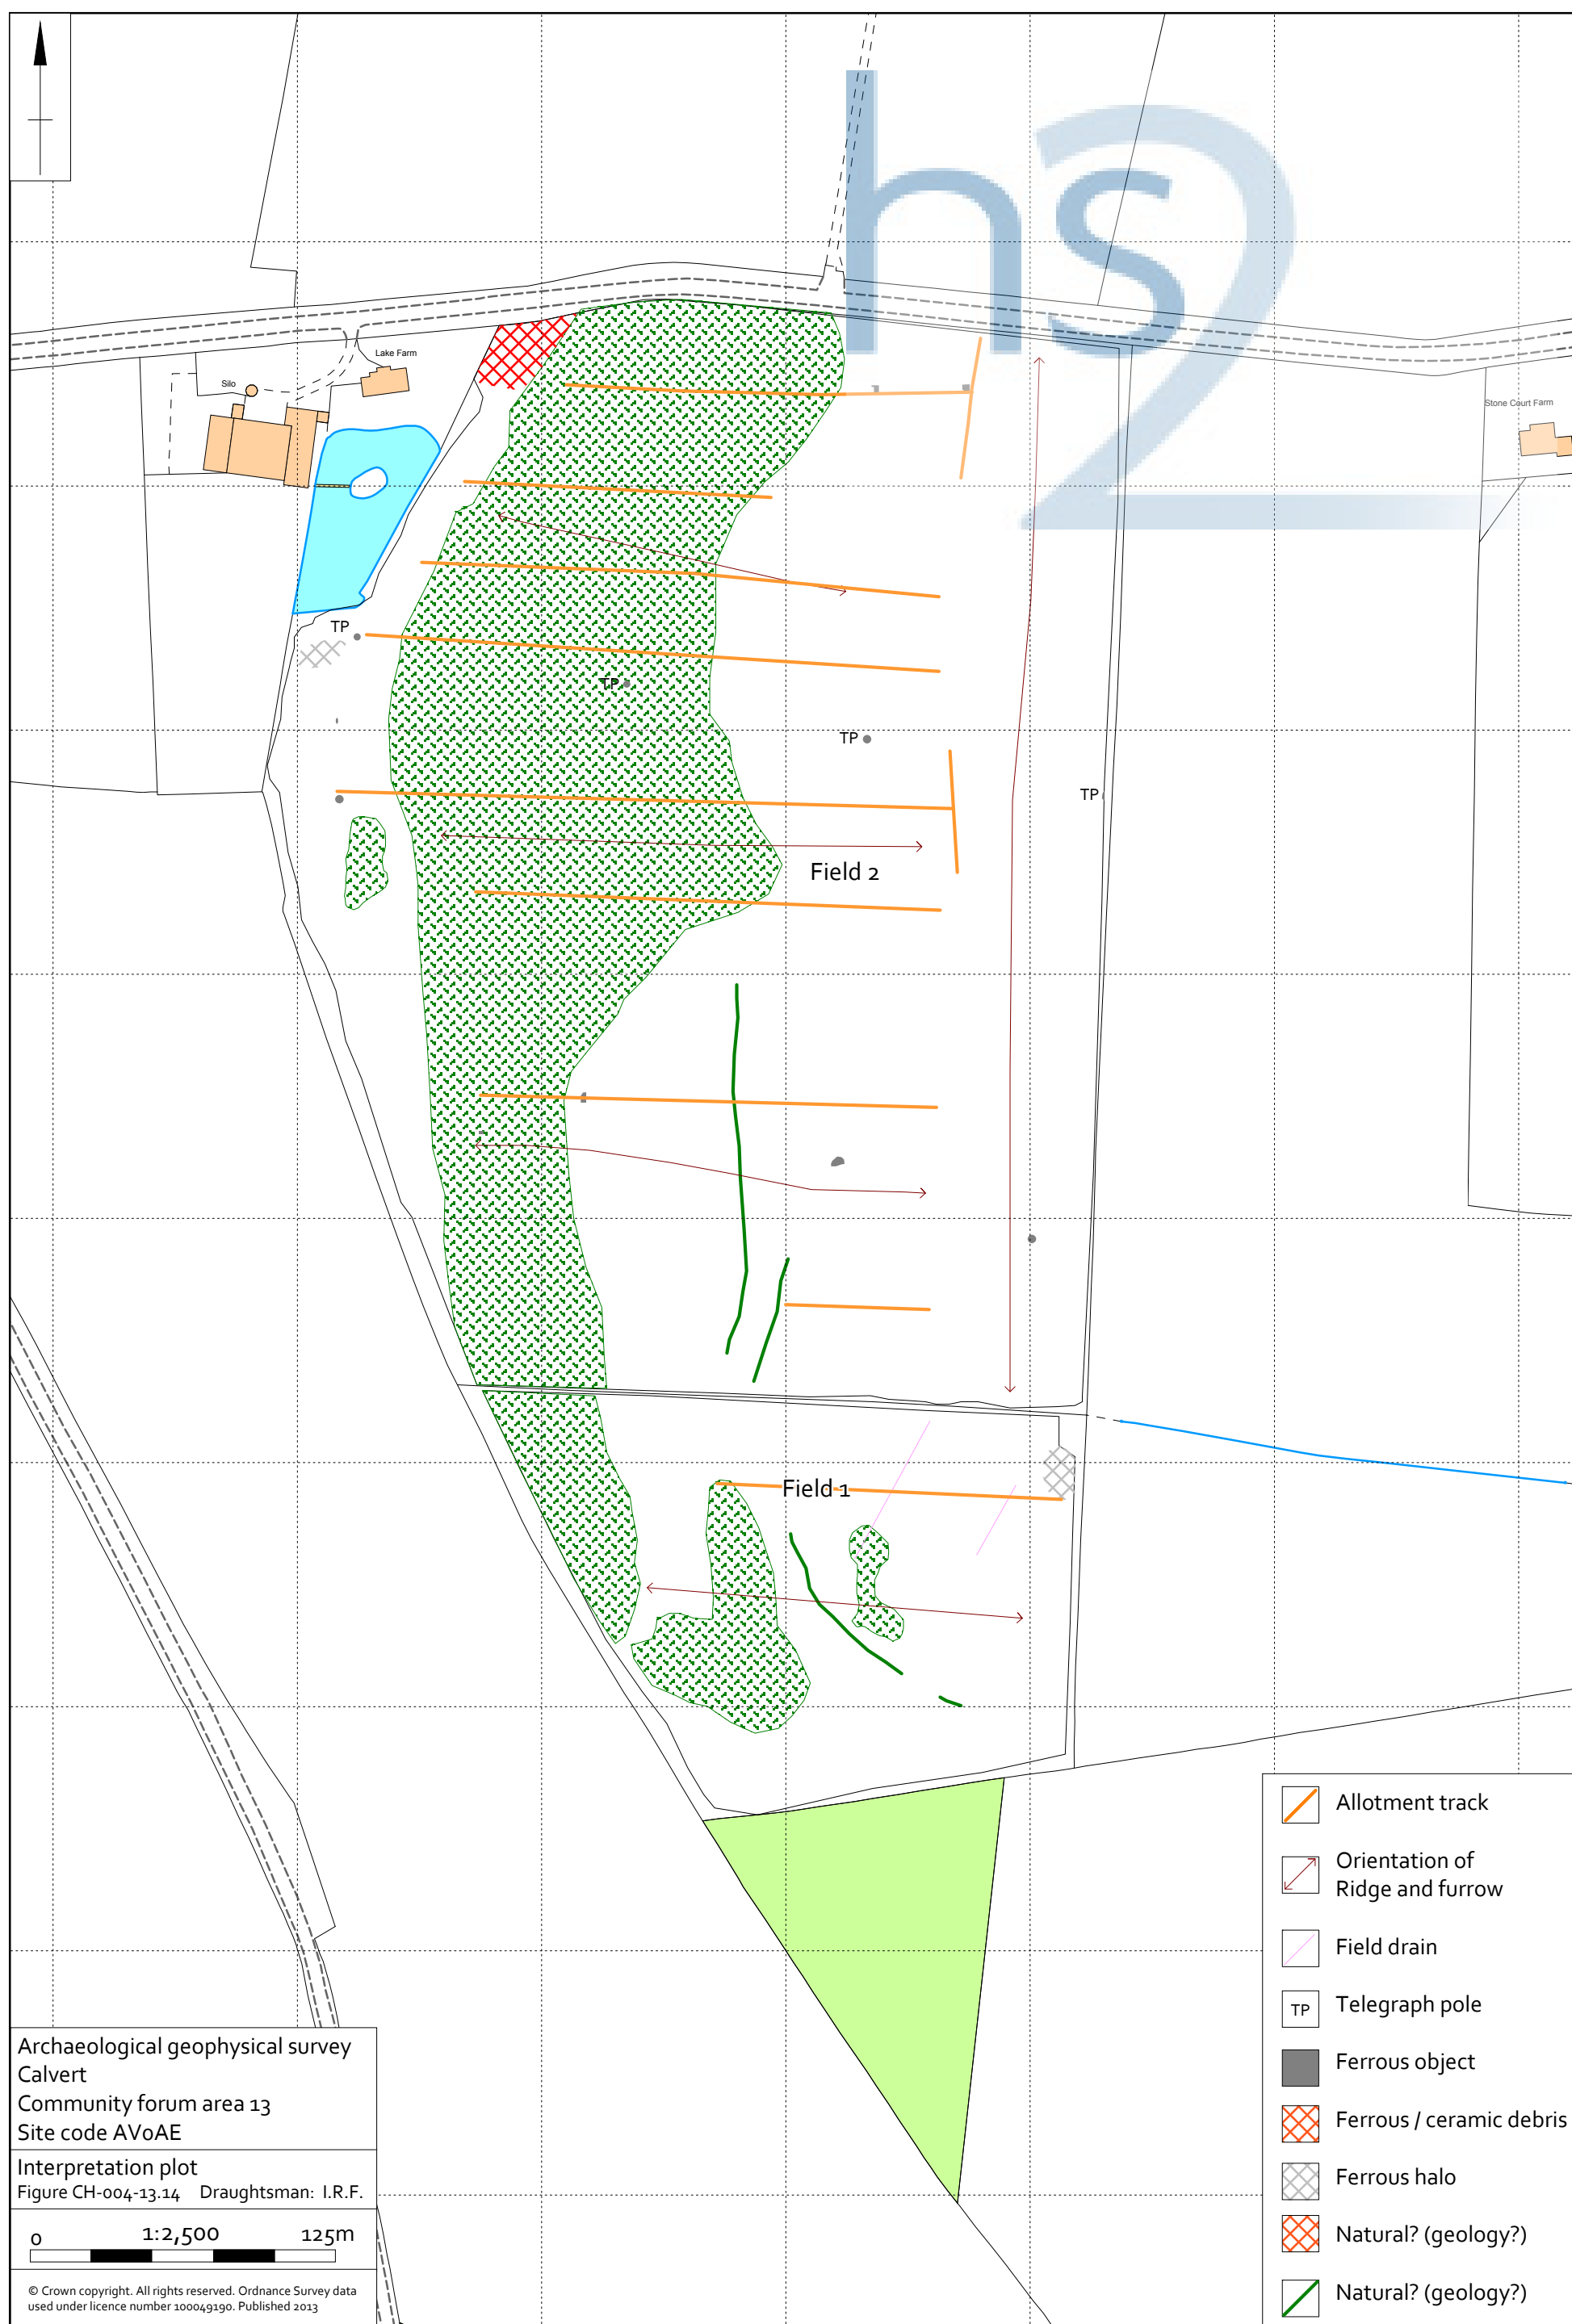 hs2
Lake Farm
Silo
Stone Court Farm
TP
TP
TP
TP
Field 2
Field 1
Allotment track
Orientation of
Ridge and furrow
Field drain
TP
Telegraph pole
Ferrous object
Ferrous / ceramic debris
Ferrous halo
Natural? (geology?)
Natural? (geology?)
Archaeological geophysical survey
Calvert
Community forum area 13
Site code AV0AE
Interpretation plot
Figure CH-004-13.14 Draughtsman: I.R.F.
0 1:2,500 125m
© Crown copyright. All rights reserved. Ordnance Survey data
used under licence number 100049190. Published 2013